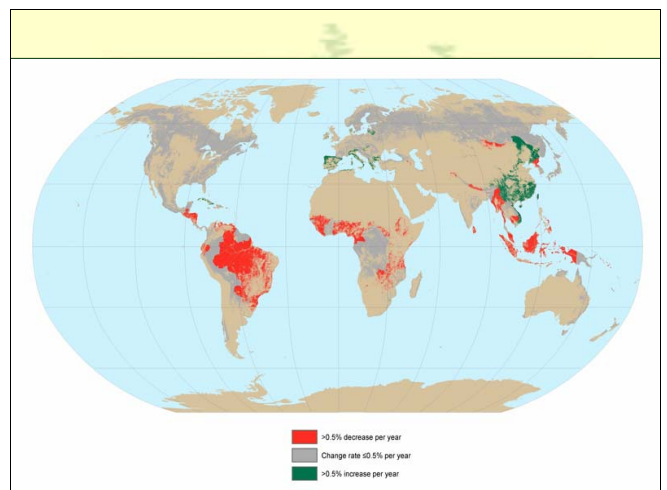 >0.5% decrease per year
Change rate ≤0.5% per year
>0.5% increase per year